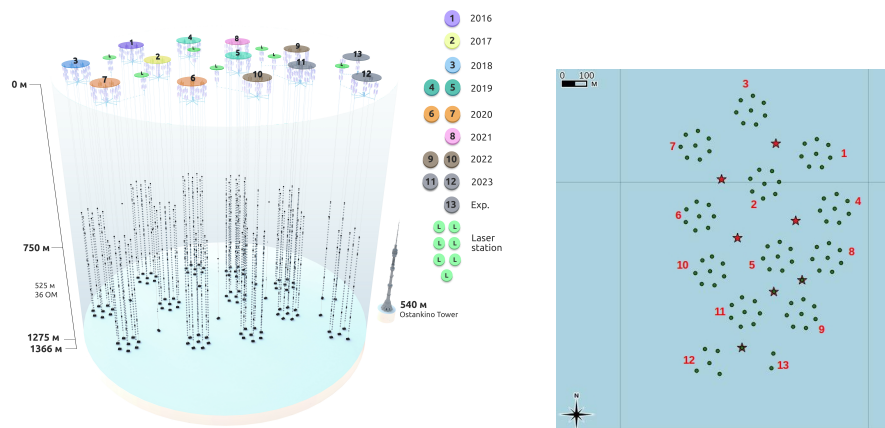 1 2016
2 2017
3 2018
4 5 2019
6 7 2020
8 2021
9 10 2022
11 12 2023
13 Exp.
L L
L L
L L
L
Laser
station
1
4
8
9
13
3
2
5
11
7
6
10
12
L
L
L
L
L
L
L
0 м
750 м
525 м
36 OM
1275 м
1366 м
540 м
Ostankino Tower
0 100
М
3
7
1
2
4
6
5
8
10
11
9
12
13
N